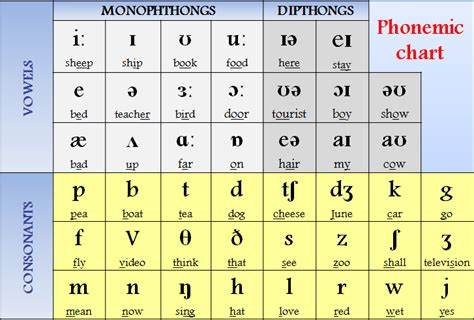 MONOPHTHONGS DIPTHONGS
Phonemic chart
VOWELS
iː ɪ ʊ uː ɪə eɪ
sheep ship book food here stay
e ə ɜː ɔː ʊə ɔɪ əʊ
bed teacher bird door tourist boy show
æ ʌ ɑː ɒ eə aɪ aʊ
bad up far on hair my cow
CONSONANTS
p b t d tʃ dʒ k g
pea boat tea dog cheese June car go
f v θ ð s z ʃ ʒ
fly video think that see zoo shall television
m n ŋ h l r w j
mean now sing hot love red wet yes